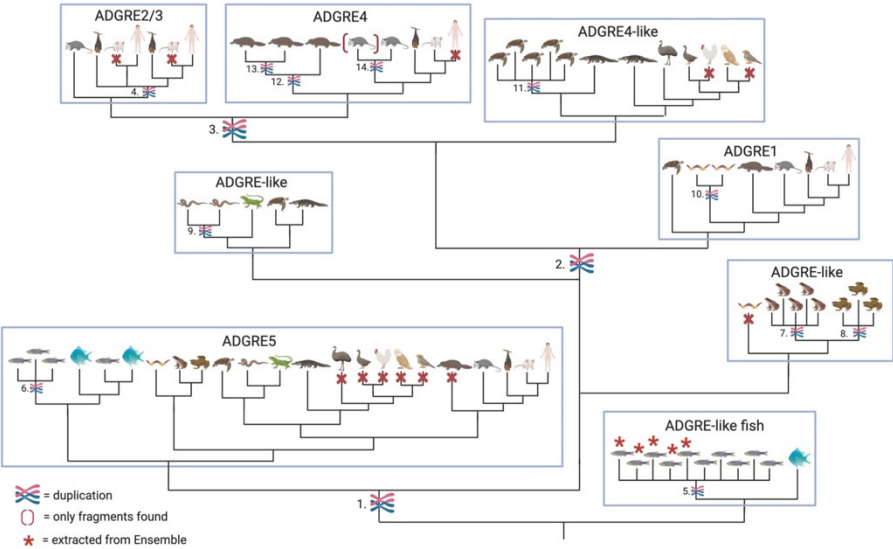 ADGRE2/3
ADGRE4
ADGRE4-like
4.
13.
12.
14.
11.
3.
ADGRE1
10.
ADGRE-like
9.
2.
ADGRE-like
7.
8.
ADGRE5
6.
ADGRE-like fish
5.
1.
= duplication
= only fragments found
= extracted from Ensemble